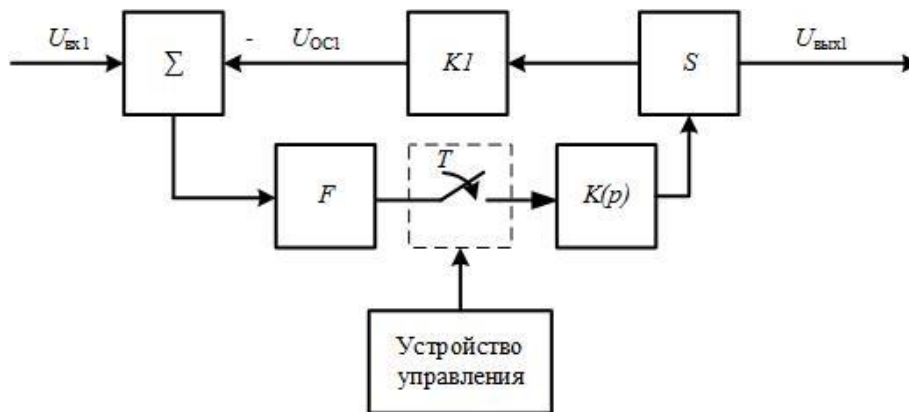 Uвх1
Σ
-
UОС1
K1
S
Uвых1
F
T
K(p)
Устройство
управления